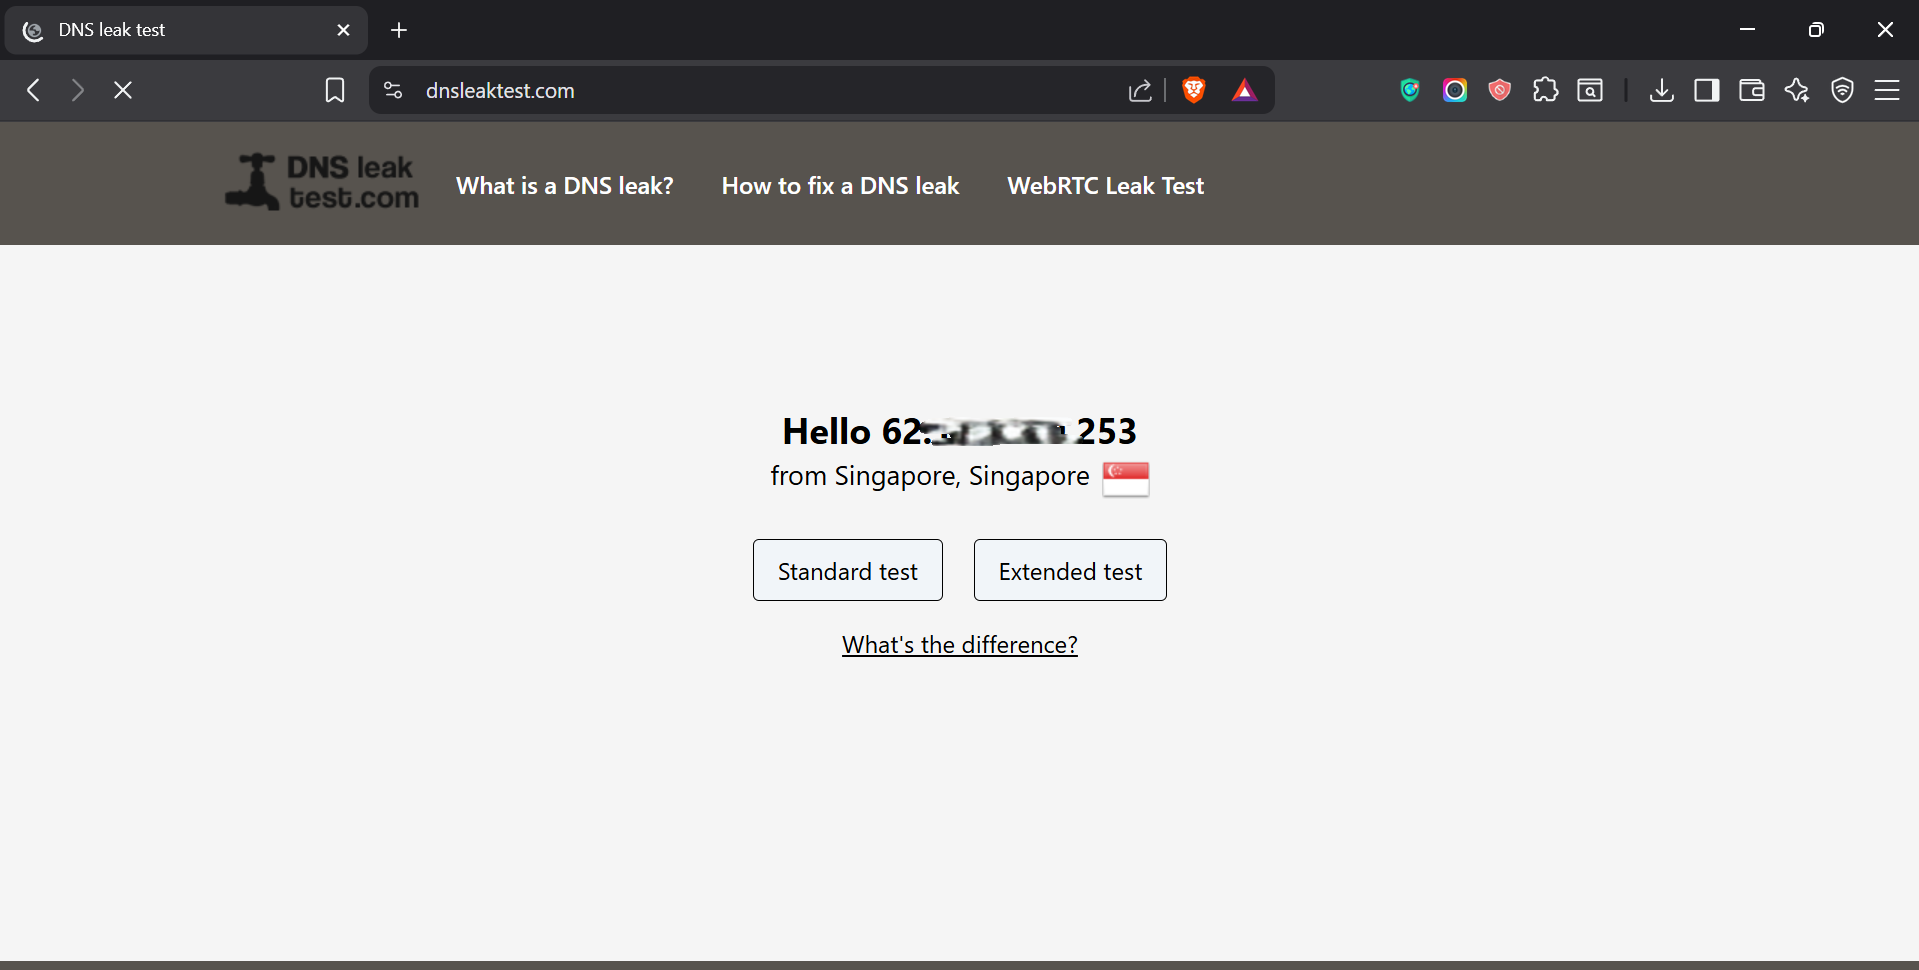 DNS leak test
dnsleaktest.com
DNS leak
test.com
What is a DNS leak? How to fix a DNS leak WebRTC Leak Test
Hello 62. 253
from Singapore, Singapore
Standard test Extended test
What's the difference?